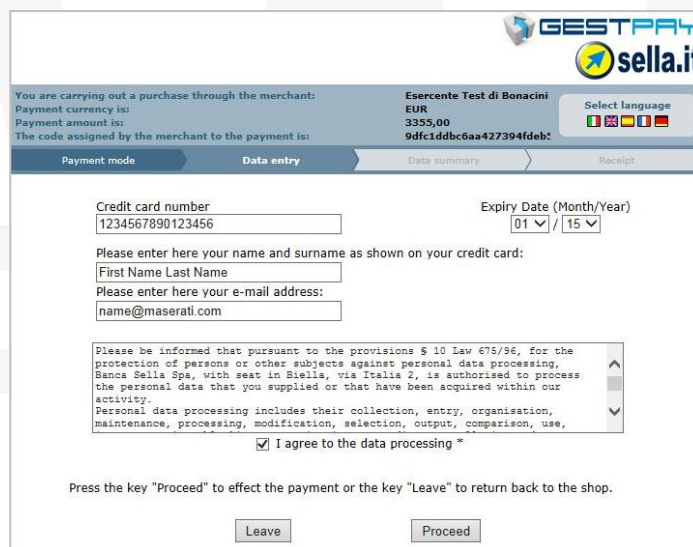 GESTPAY
sella.it
You are carrying out a purchase through the merchant: Esercente Test di Bonacini
Payment currency is: EUR
Payment amount is: 3355,00
The code assigned by the merchant to the payment is: 9dfc1ddbc6aa427394fdeb
Select language
Payment mode Data entry Data summary Receipt
Credit card number Expiry Date (Month/Year)
1234567890123456 01 / 15
Please enter here your name and surname as shown on your credit card:
First Name Last Name
Please enter here your e-mail address:
name@maserati.com
Please be informed that pursuant to the provisions § 10 Law 675/96, for the
protection of persons or other subjects against personal data processing,
Banca Sella Spa, with seat in Biella, via Italia 2, is authorised to process
the personal data that you supplied or that have been acquired within our
activity.
Personal data processing includes their collection, entry, organisation,
maintenance, processing, modification, selection, output, comparison, use,
I agree to the data processing *
Press the key "Proceed" to effect the payment or the key "Leave" to return back to the shop.
Leave Proceed